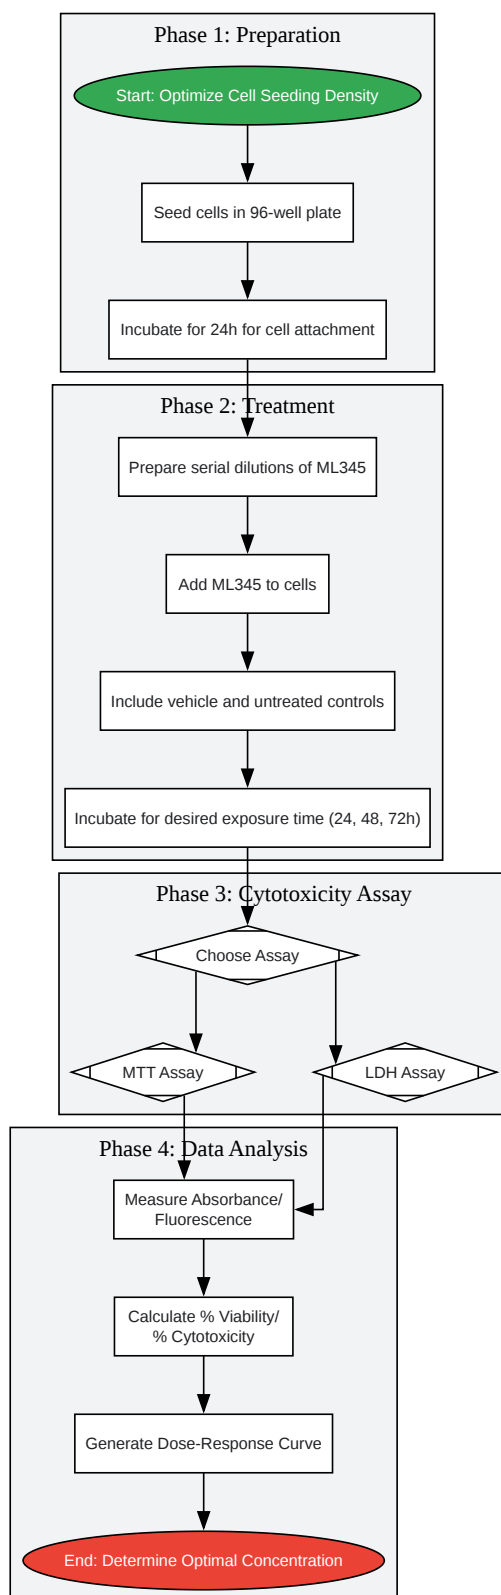 Phase 1: Preparation
Start: Optimize Cell Seeding Density
Seed cells in 96-well plate
Incubate for 24h for cell attachment
Phase 2: Treatment
Prepare serial dilutions of ML345
Add ML345 to cells
Include vehicle and untreated controls
Incubate for desired exposure time (24, 48, 72h)
Phase 3: Cytotoxicity Assay
Choose Assay
MTT Assay
LDH Assay
Phase 4: Data Analysis
Measure Absorbance/
Fluorescence
Calculate % Viability/
% Cytotoxicity
Generate Dose-Response Curve
End: Determine Optimal Concentration